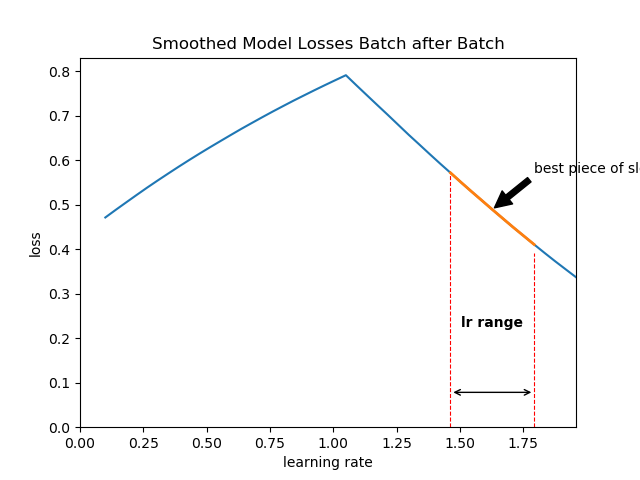 Smoothed Model Losses Batch after Batch
0.8
0.7
0.6
0.5
0.4
0.3
0.2
0.1
0.0
loss
best piece of
lr range
0.00 0.25 0.50 0.75 1.00 1.25 1.50 1.75
learning rate